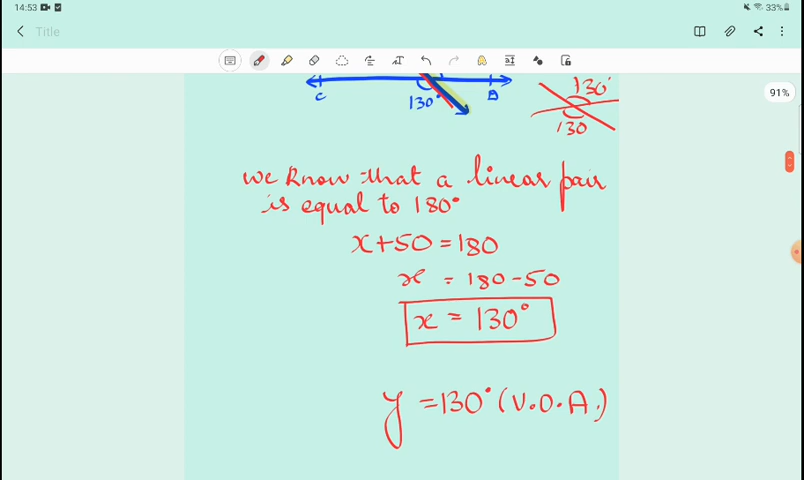 14:53
33%
Title
91%
C
130°
D
130°
130
we know that a linear pair
is equal to 180°
x+50=180
x = 180-50
x = 130°
y =130° (V.O.A.)